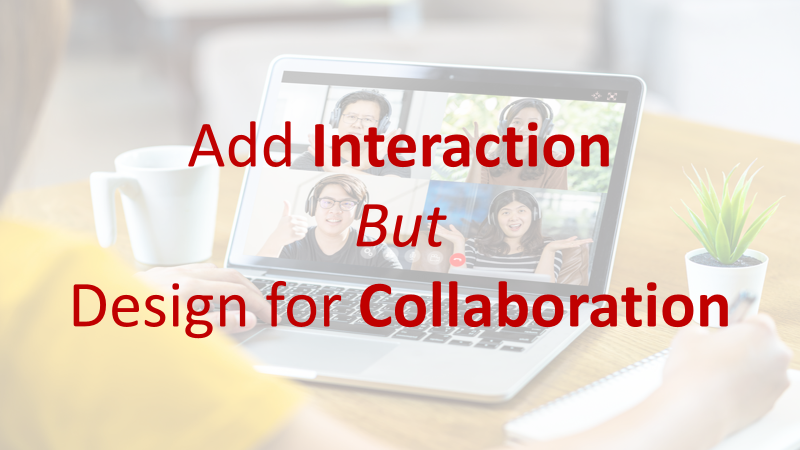 Add Interaction
But
Design for Collaboration